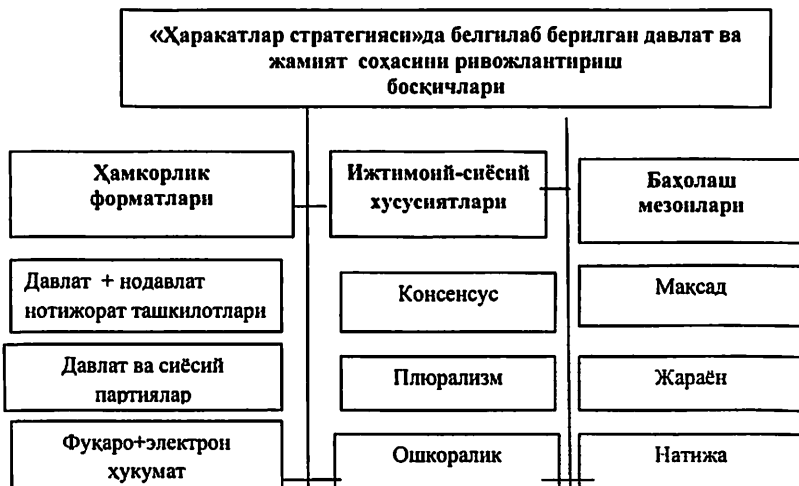 «Ҳаракатлар стратегияси»да белгилаб берилган давлат ва
жамият соҳасини ривожлантириш
босқичлари
Ҳамкорлик
форматлари
Ижтимоий-сиёсий
хусусиятлари
Баҳолаш
мезонлари
Давлат + нодавлат
нотижорат ташкилотлари
Консенсус
Мақсад
Давлат ва сиёсий
партиялар
Плюрализм
Жараён
Фуқаро+электрон
ҳукумат
Ошкоралик
Натижа